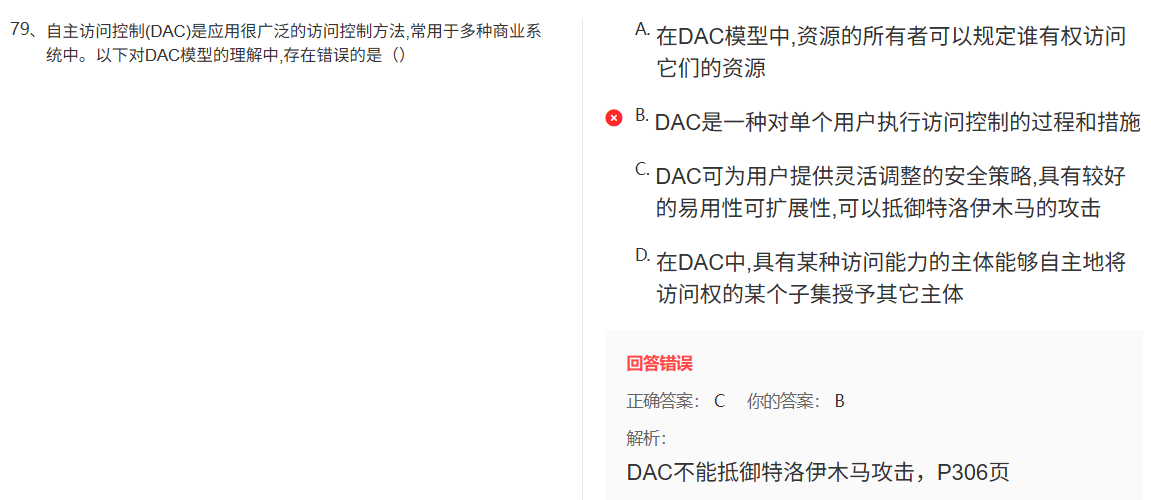 79、自主访问控制(DAC)是应用很广泛的访问控制方法,常用于多种商业系
统中。以下对DAC模型的理解中,存在错误的是（）
A. 在DAC模型中,资源的所有者可以规定谁有权访问
它们的资源
B. DAC是一种对单个用户执行访问控制的过程和措施
C. DAC可为用户提供灵活调整的安全策略,具有较好
的易用性可扩展性,可以抵御特洛伊木马的攻击
D. 在DAC中,具有某种访问能力的主体能够自主地将
访问权的某个子集授予其它主体
回答错误
正确答案： C 你的答案： B
解析：
DAC不能抵御特洛伊木马攻击，P306页